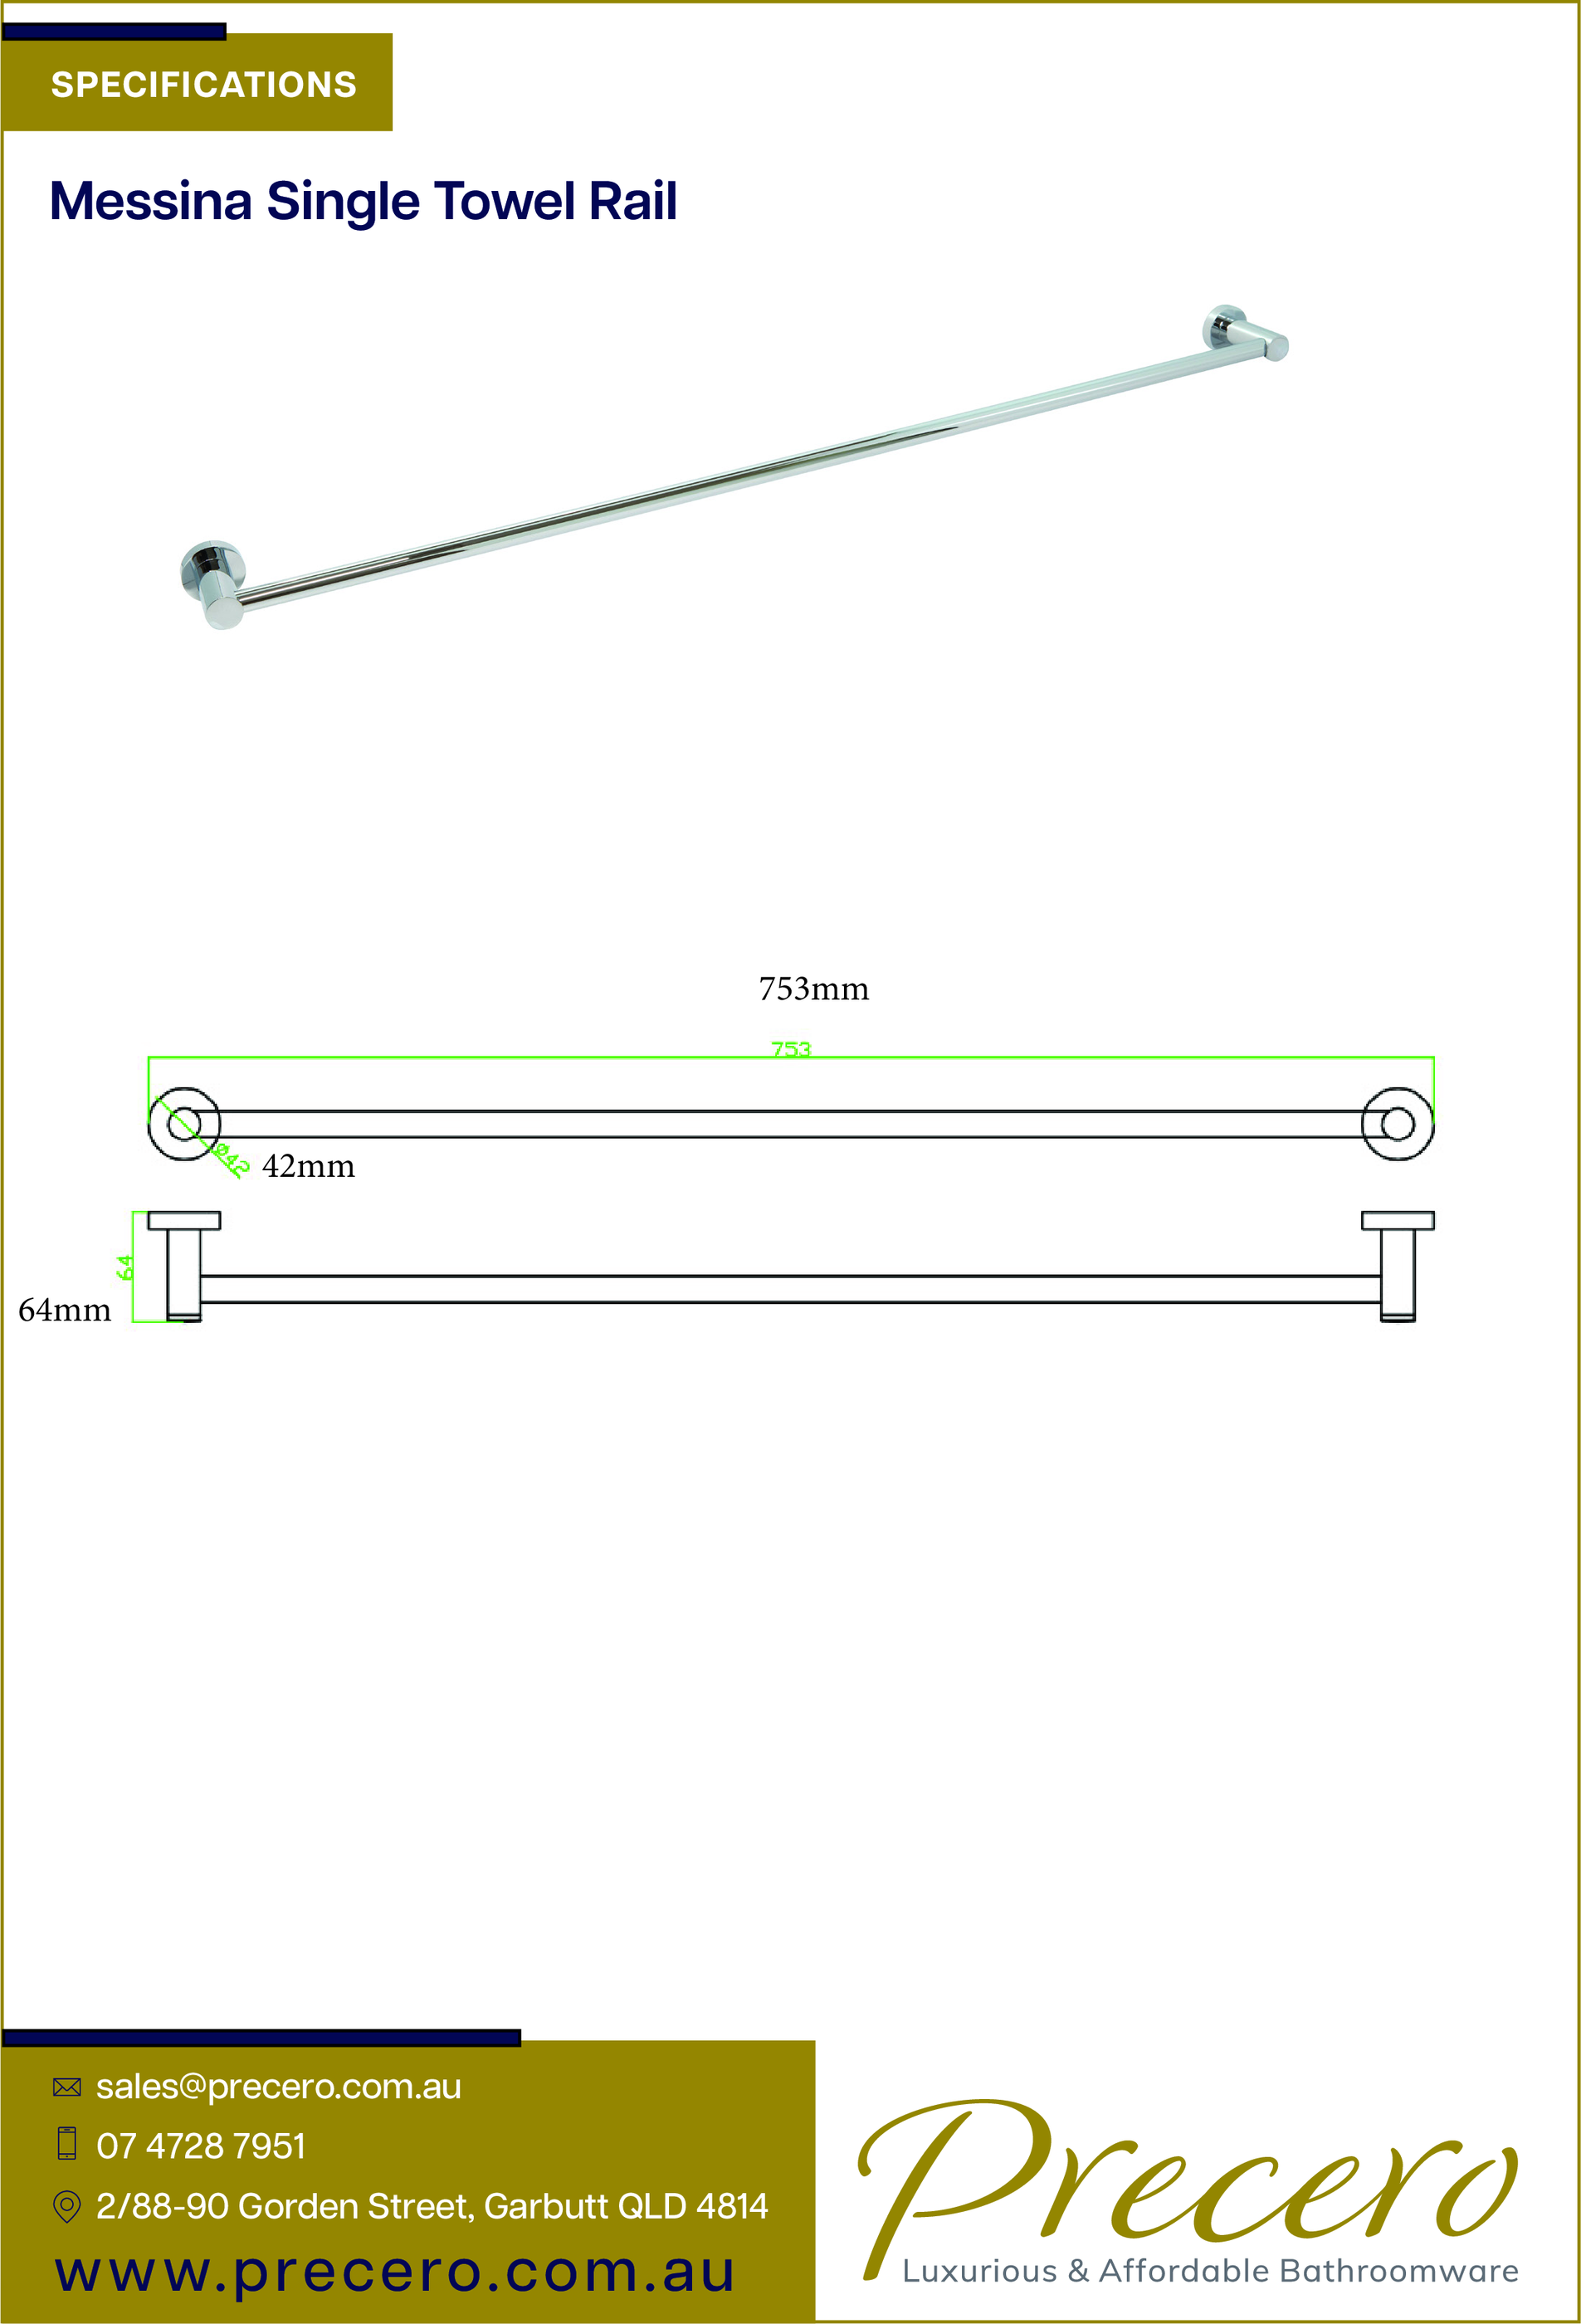 SPECIFICATIONS
Messina Single Towel Rail
753mm
753
Ø42
42mm
64
64mm
sales@precero.com.au
07 4728 7951
2/88-90 Gorden Street, Garbutt QLD 4814
www.precero.com.au
Precero
Luxurious & Affordable Bathroomware